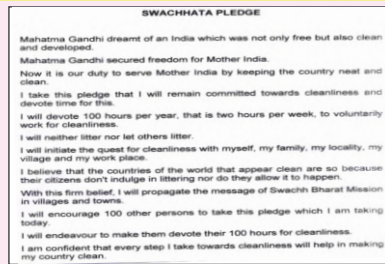 SWACHHATA PLEDGE
Mahatma Gandhi dreamt of an India which was not only free but also clean
and developed.
Mahatma Gandhi secured freedom for Mother India.
Now it is our duty to serve Mother India by keeping the country neat and
clean.
I take this pledge that I will remain committed towards cleanliness and
devote time for this.
I will devote 100 hours per year, that is two hours per week, to voluntarily
work for cleanliness.
I will neither litter nor let others litter.
I will initiate the quest for cleanliness with myself, my family, my locality, my
village and my work place.
I believe that the countries of the world that appear clean are so because
their citizens don't indulge in littering nor do they allow it to happen.
With this firm belief, I will propagate the message of Swachh Bharat Mission
in villages and towns.
I will encourage 100 other persons to take this pledge which I am taking
today.
I will endeavour to make them devote their 100 hours for cleanliness.
I am confident that every step I take towards cleanliness will help in making
my country clean.